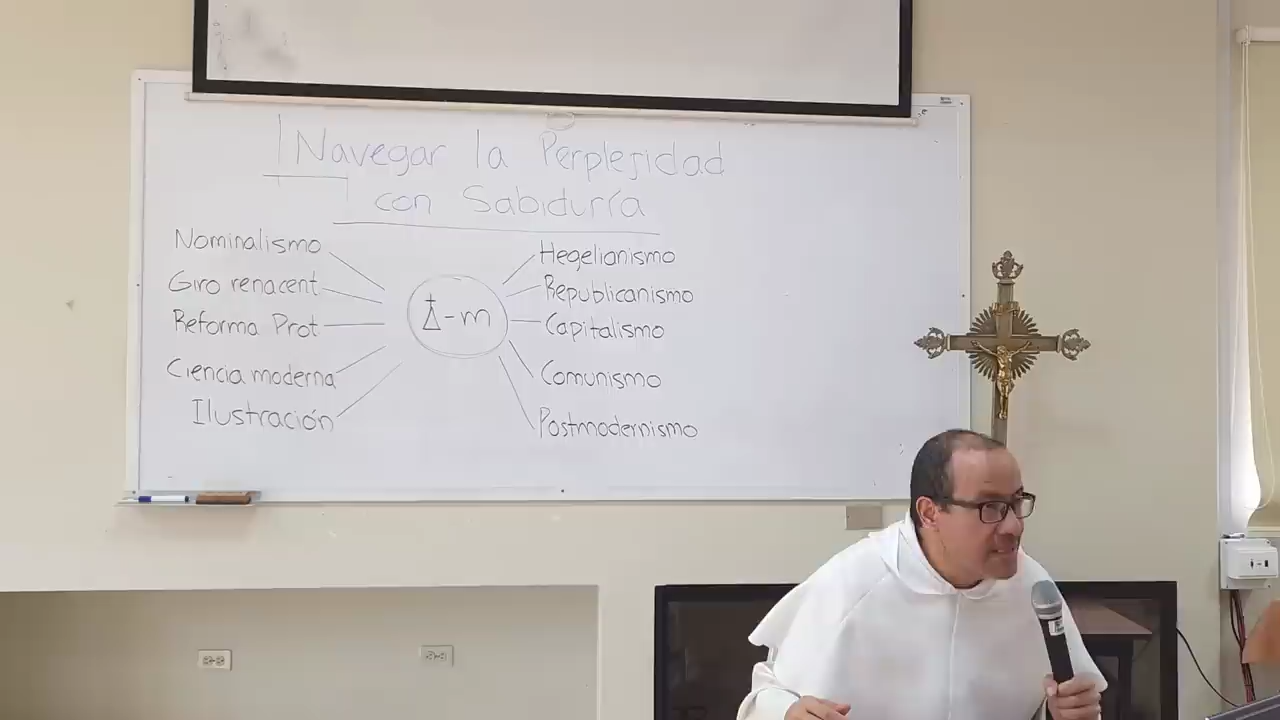 Navegar la Perplejidad
con Sabiduría
Nominalismo
Giro renacent
Reforma Prot
Ciencia moderna
Ilustración
-m
Hegelianismo
Republicanismo
Capitalismo
Comunismo
Postmodernismo